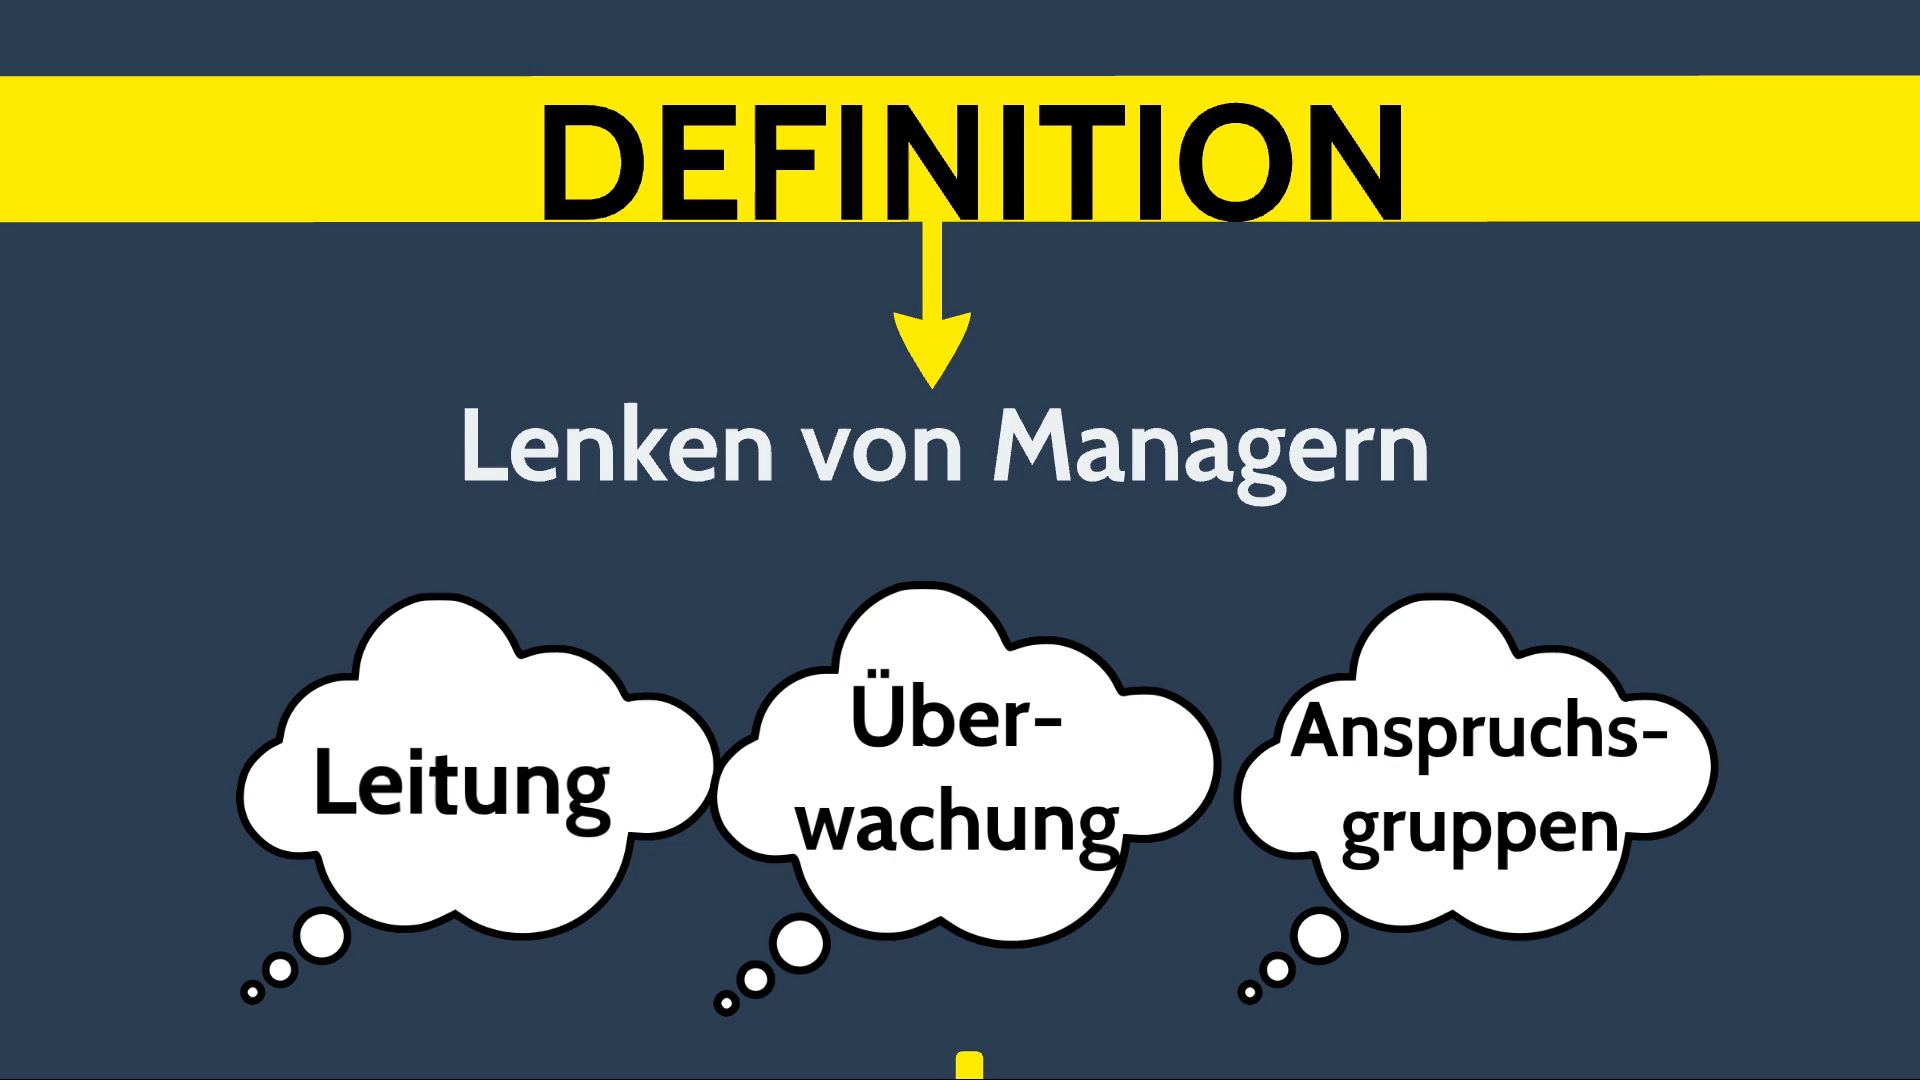 DEFINITION
Lenken von Managern
Leitung
Über-
wachung
Anspruchs-
gruppen